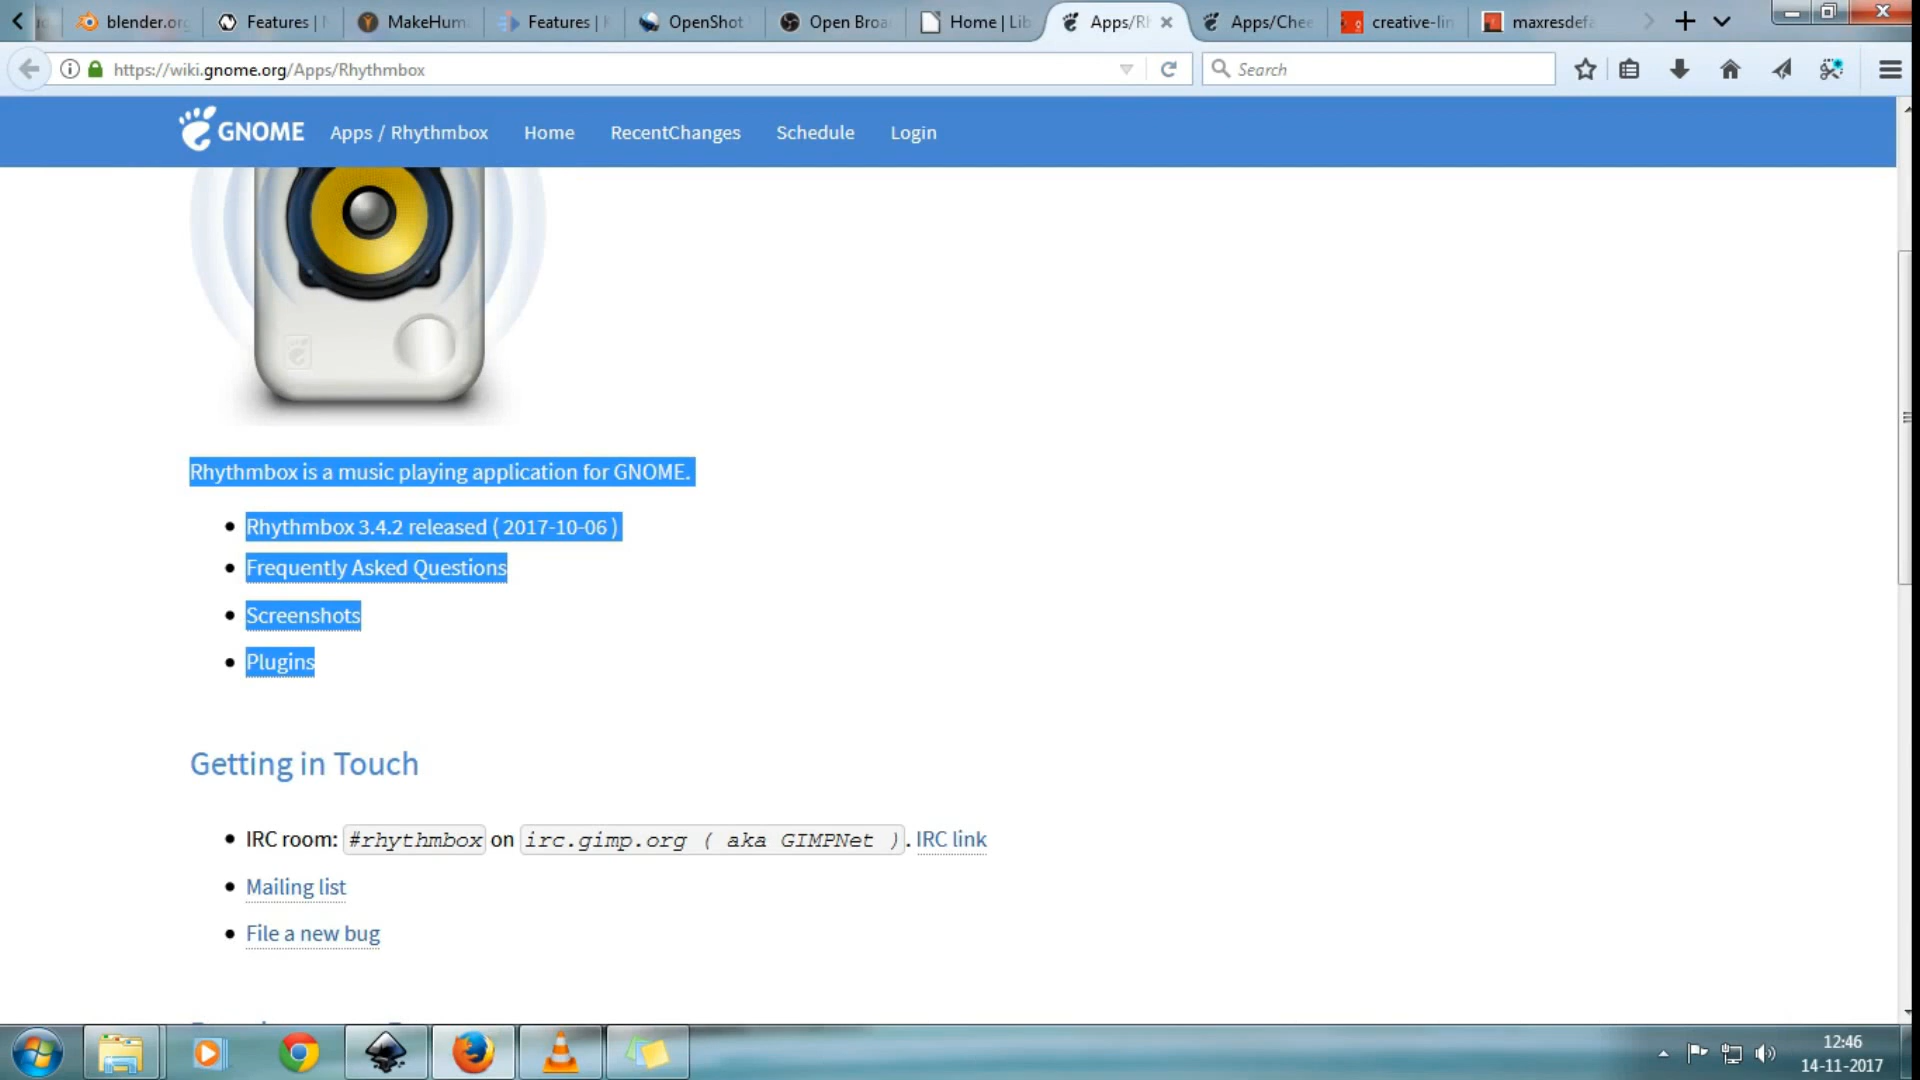 blender.org
Features | 
MakeHum
Features | 
OpenShot
Open Broa
Home | Lib
Apps/R
Apps/Chee
creative-lin
maxresdefa
https://wiki.gnome.org/Apps/Rhythmbox
Search
GNOME
Apps / Rhythmbox
Home
RecentChanges
Schedule
Login
Rhythmbox is a music playing application for GNOME.
Rhythmbox 3.4.2 released ( 2017-10-06 )
Frequently Asked Questions
Screenshots
Plugins
Getting in Touch
IRC room: #rhythmbox on irc.gimp.org ( aka GIMPNet ). IRC link
Mailing list
File a new bug
12:46
14-11-2017